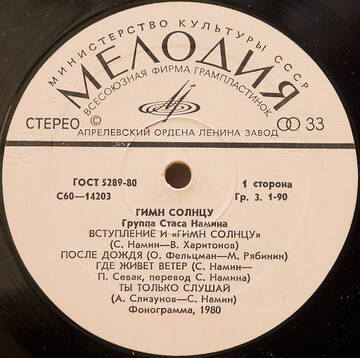 МИНИСТЕРСТВО КУЛЬТУРЫ СССР
МЕЛОДИЯ
ВСЕСОЮЗНАЯ ФИРМА ГРАМПЛАСТИНОК
СТЕРЕО
33
АПРЕЛЕВСКИЙ ОРДЕНА ЛЕНИНА ЗАВОД
ГОСТ 5289-80 1 сторона
С60—14203 Гр. 3. 1-90
ГИМН СОЛНЦУ
Группа Стаса Намина
ВСТУПЛЕНИЕ И «ГИМН СОЛНЦУ»
(С. Намин—В. Харитонов)
ПОСЛЕ ДОЖДЯ (О. Фельцман—М. Рябинин)
ГДЕ ЖИВЕТ ВЕТЕР (С. Намин—
П. Севак, перевод С. Намина)
ТЫ ТОЛЬКО СЛУШАЙ
(А. Слизунов—С. Намин)
Фонограмма, 1980